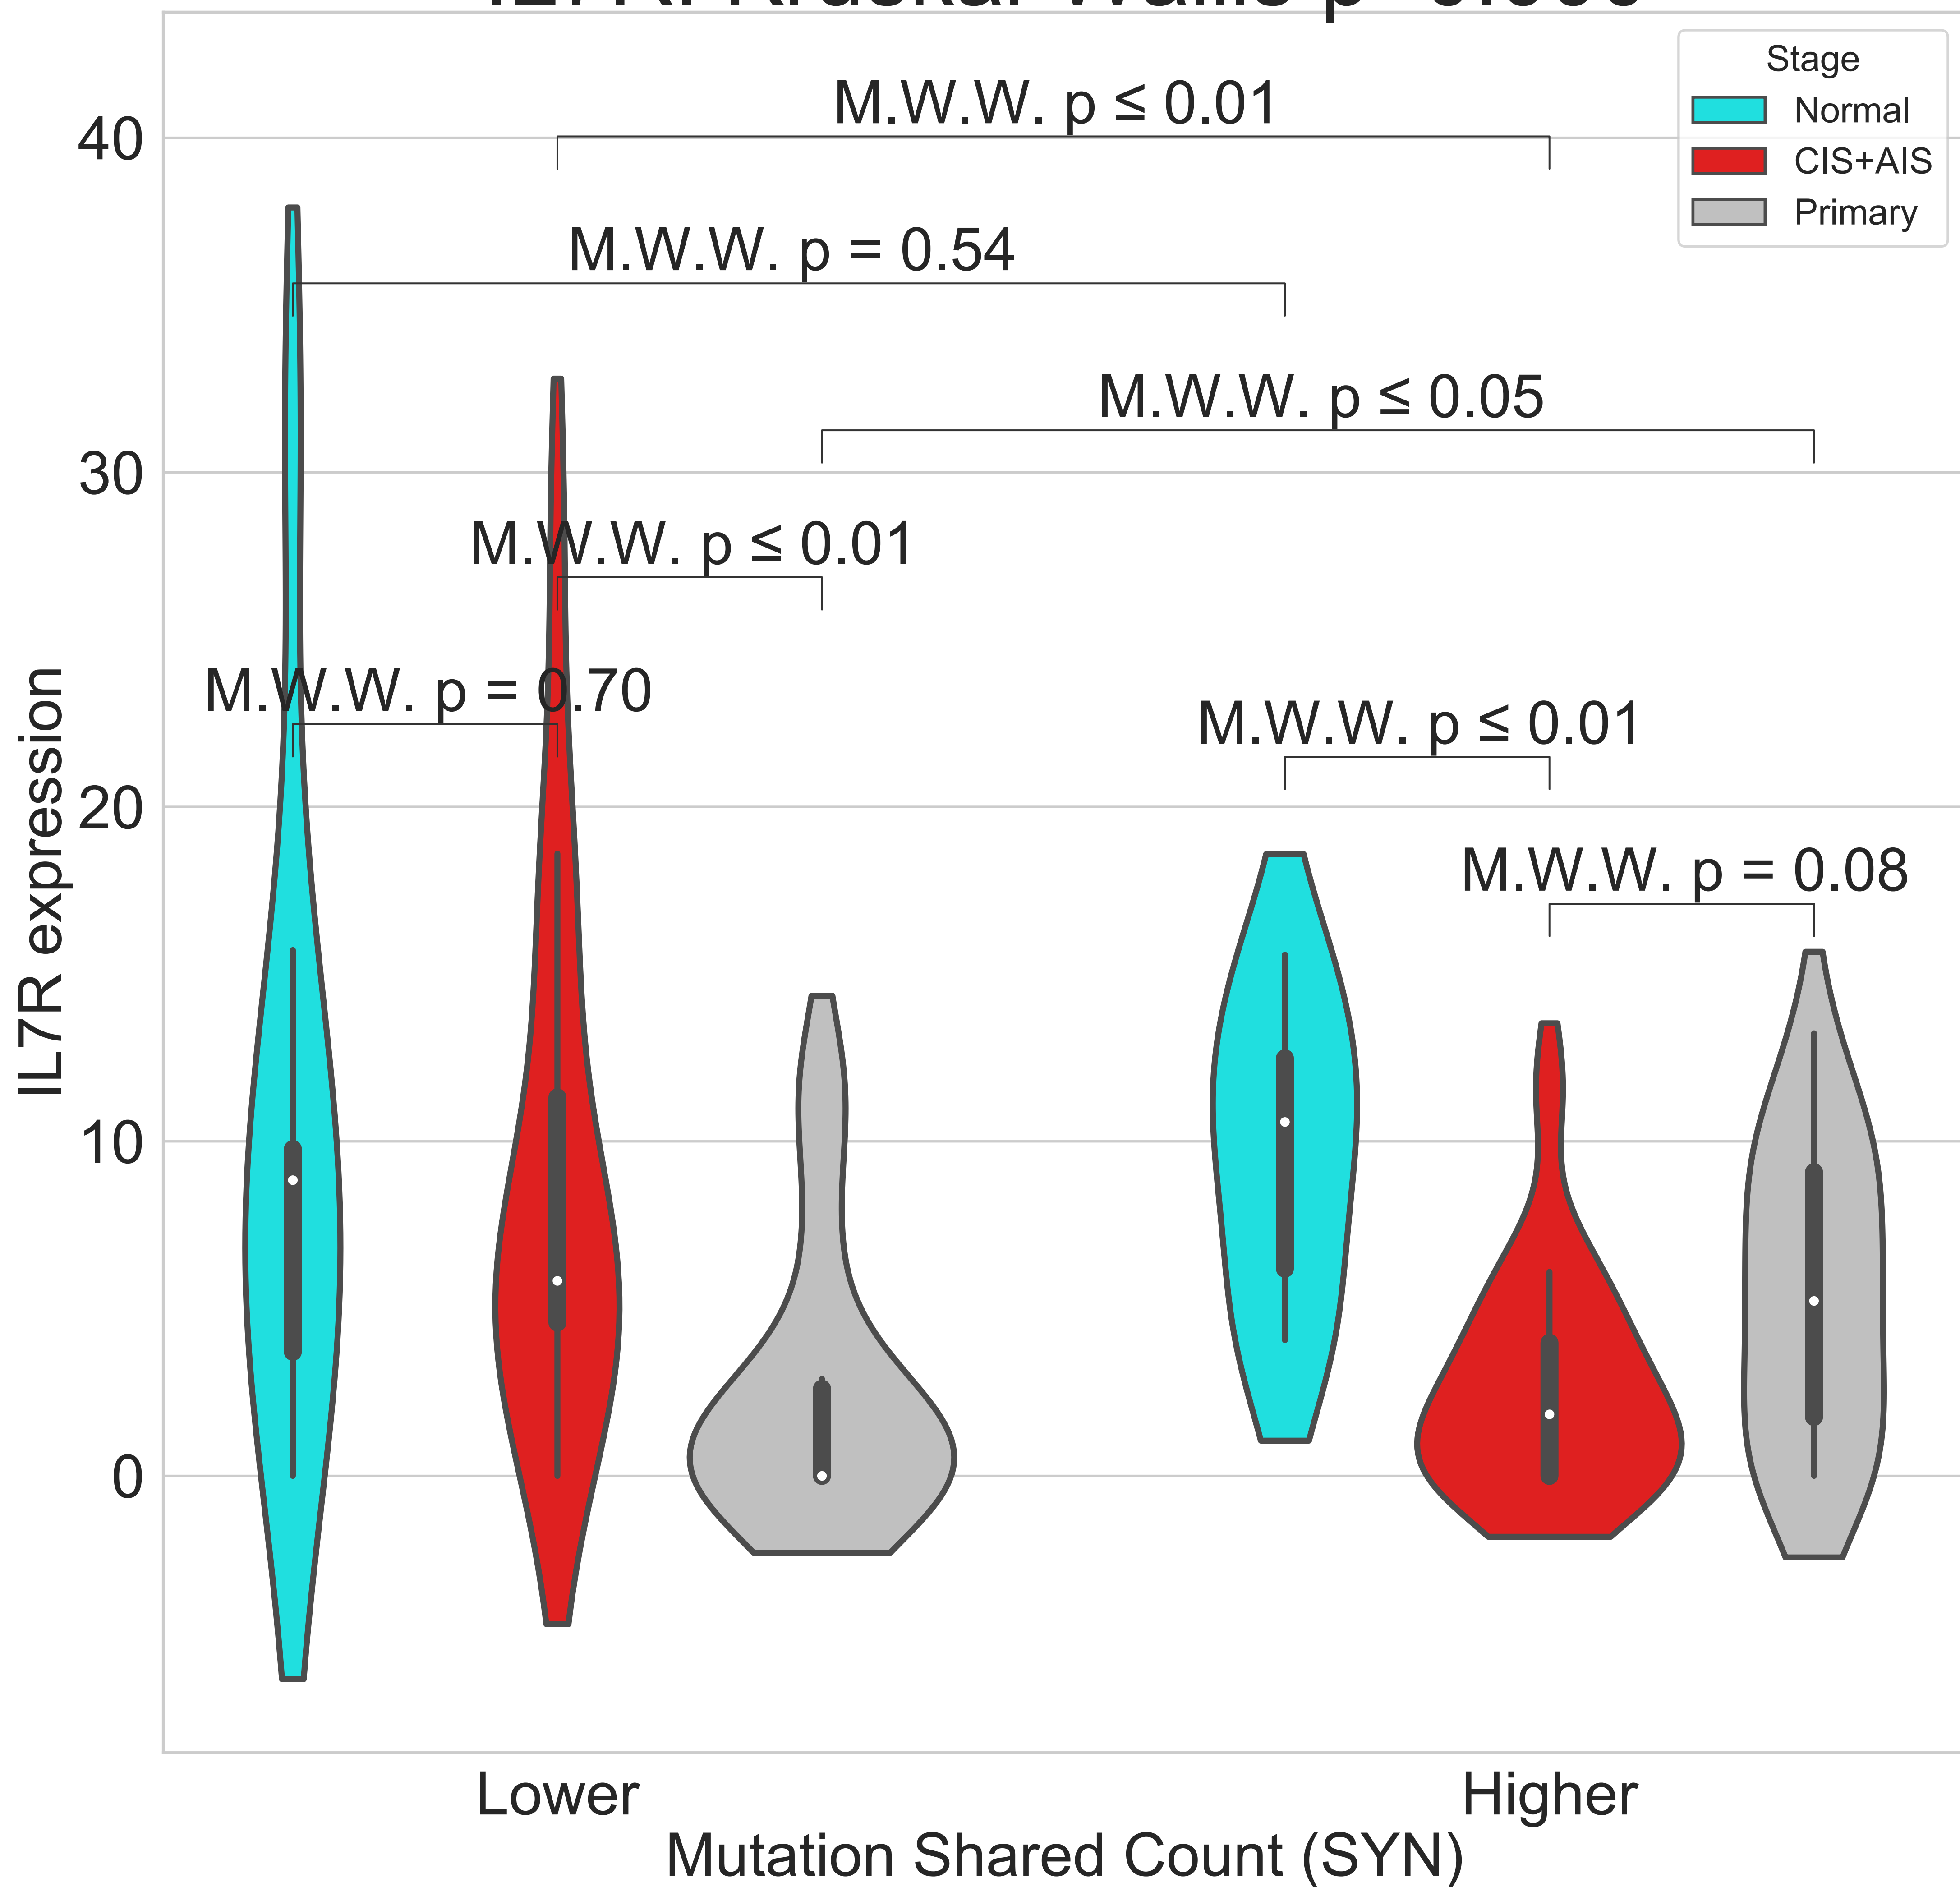 Stage
Normal
CIS+AIS
Primary
M.W.W. p ≤ 0.01
M.W.W. p = 0.54
M.W.W. p ≤ 0.05
M.W.W. p ≤ 0.01
M.W.W. p = 0.70
M.W.W. p ≤ 0.01
M.W.W. p = 0.08
40
30
20
10
0
IL7R expression
Lower
Higher
Mutation Shared Count (SYN)